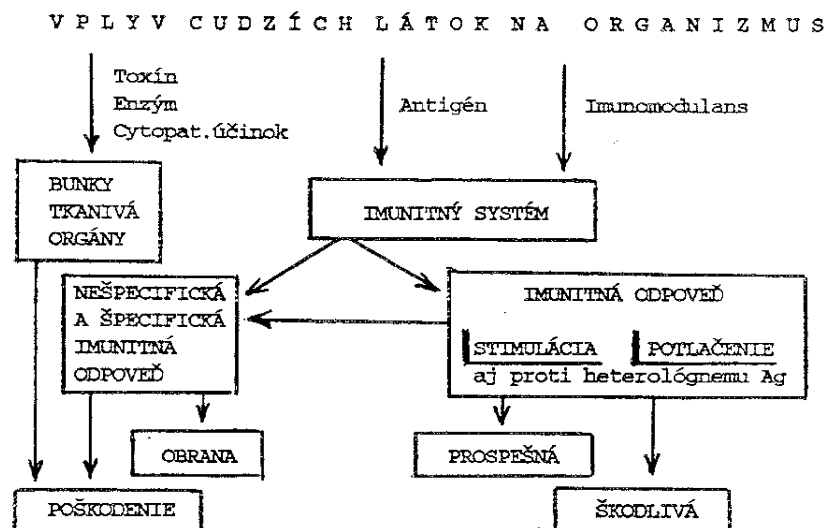 VPLYV CUDZÍCH LÁTOK NA ORGANIZMUS
Toxín
Enzým
Cytopat.účinok
Antigén
Imunomodulans
BUNKY
TKANIVÁ
ORGÁNY
IMUNITNÝ SYSTÉM
NEŠPECIFICKÁ
A ŠPECIFICKÁ
IMUNITNÁ
ODPOVEĎ
IMUNITNÁ ODPOVEĎ
STIMULÁCIA POTLAČENIE
aj proti heterológnemu Ag
OBRANA
PROSPEŠNÁ
POŠKODENIE
ŠKODLIVÁ